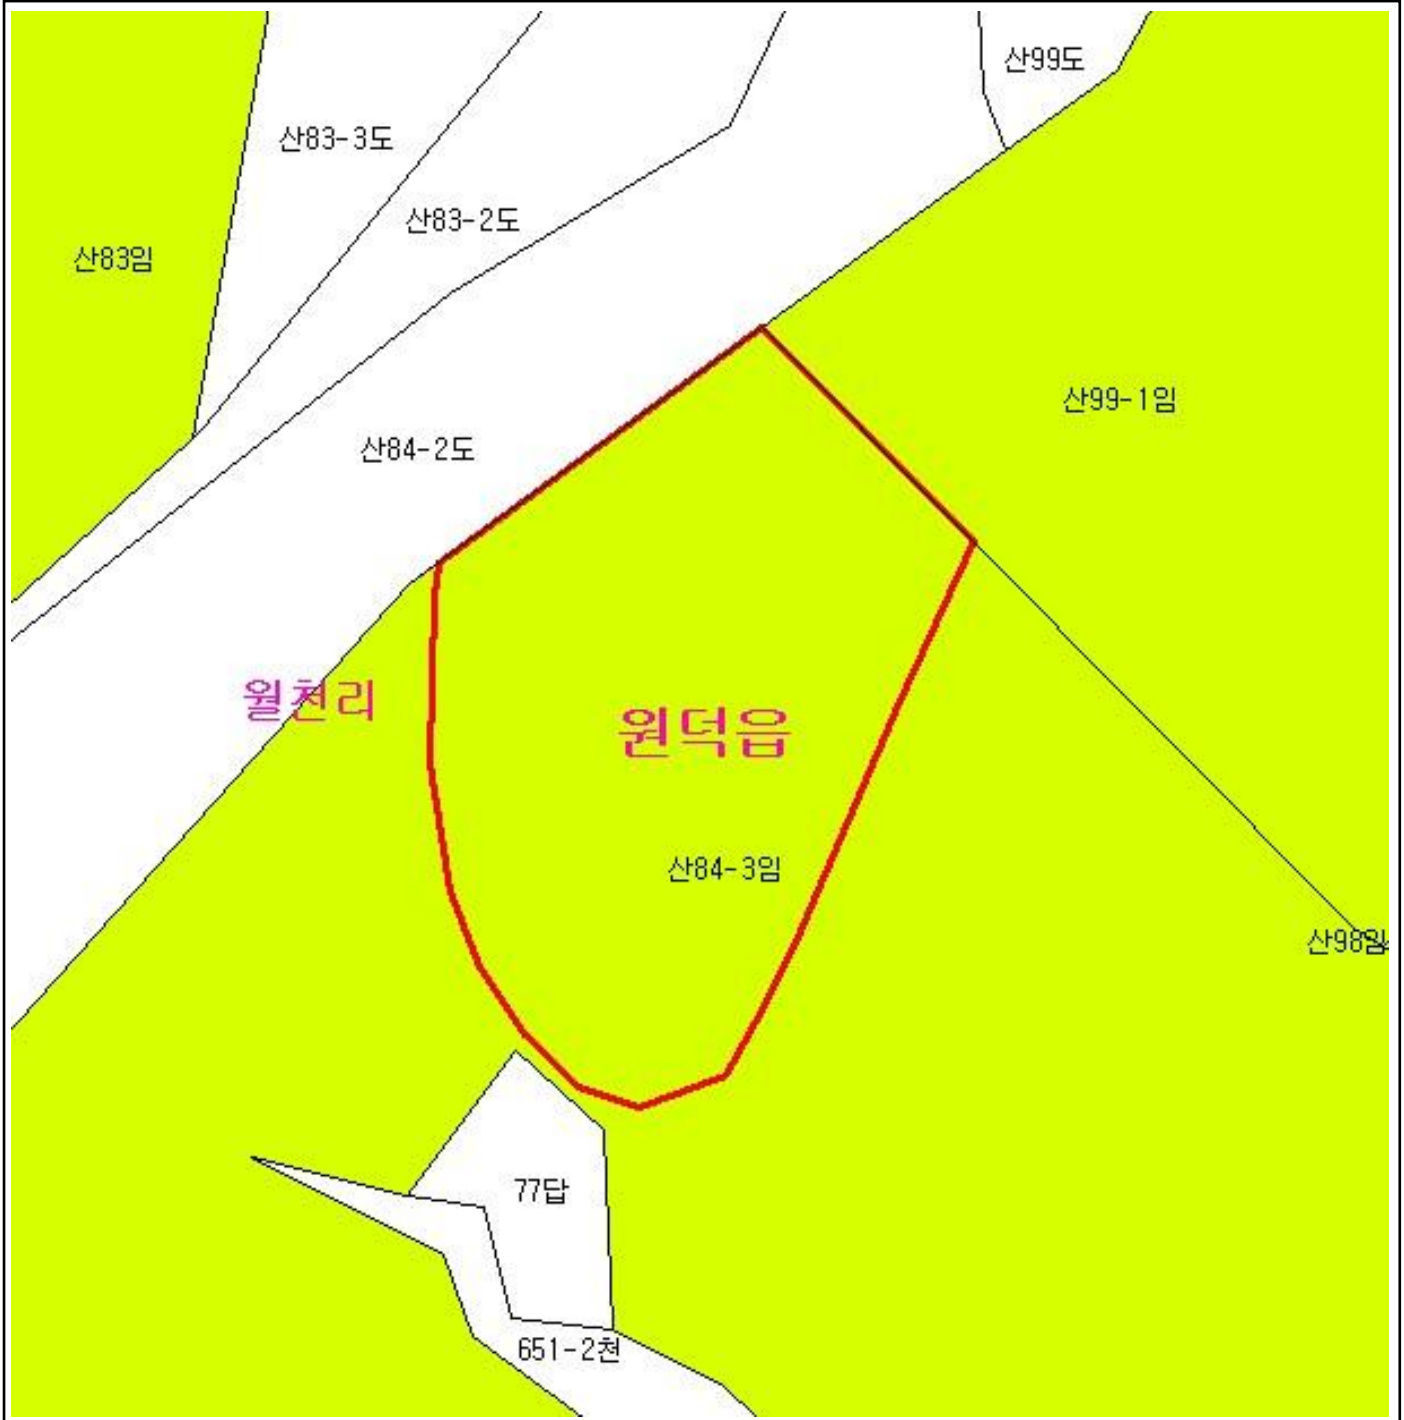 산99도
산83-3도
산83-2도
산83임
산99-1임
산84-2도
월천리
원덕읍
산84-3임
산98임
77답
651-2천